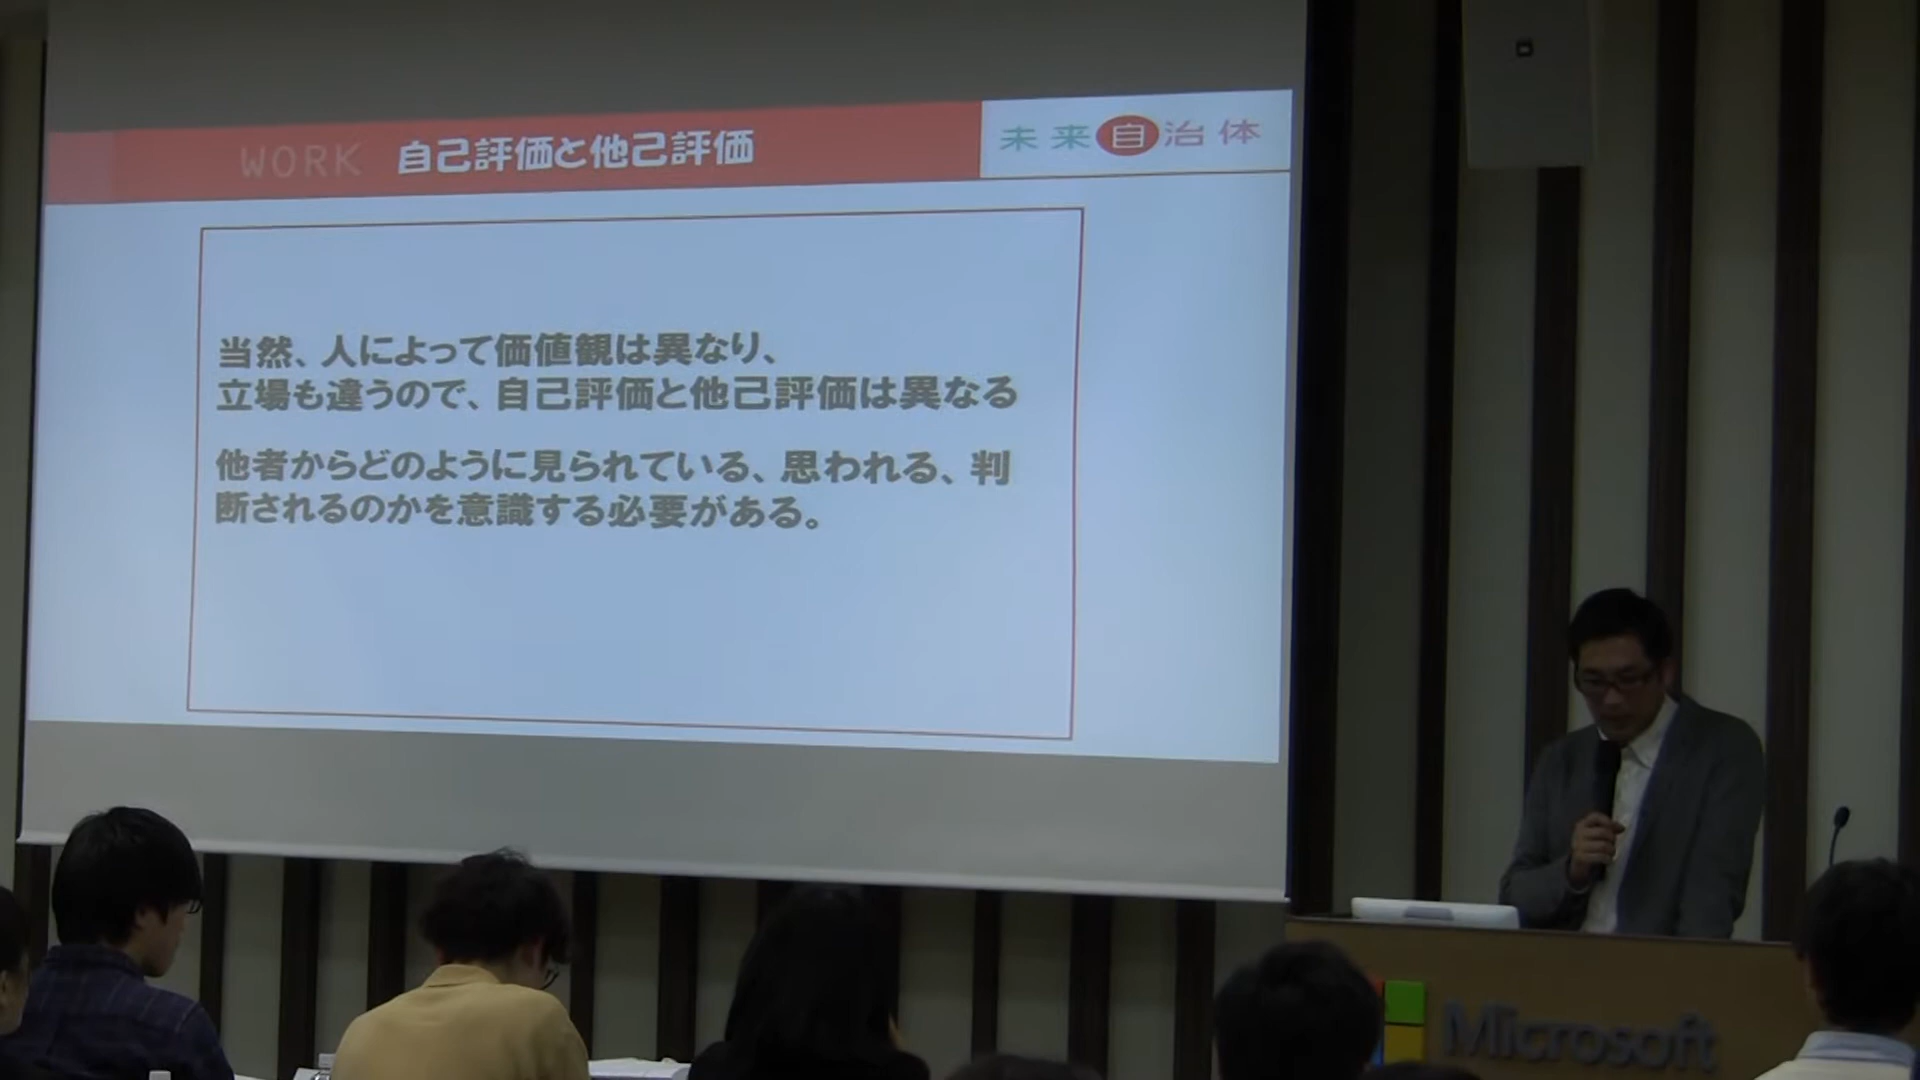 WORK 自己評価と他己評価
未来自治体
当然、人によって価値観は異なり、
立場も違うので、自己評価と他己評価は異なる
他者からどのように見られている、思われる、判
断されるのかを意識する必要がある。
Microsoft